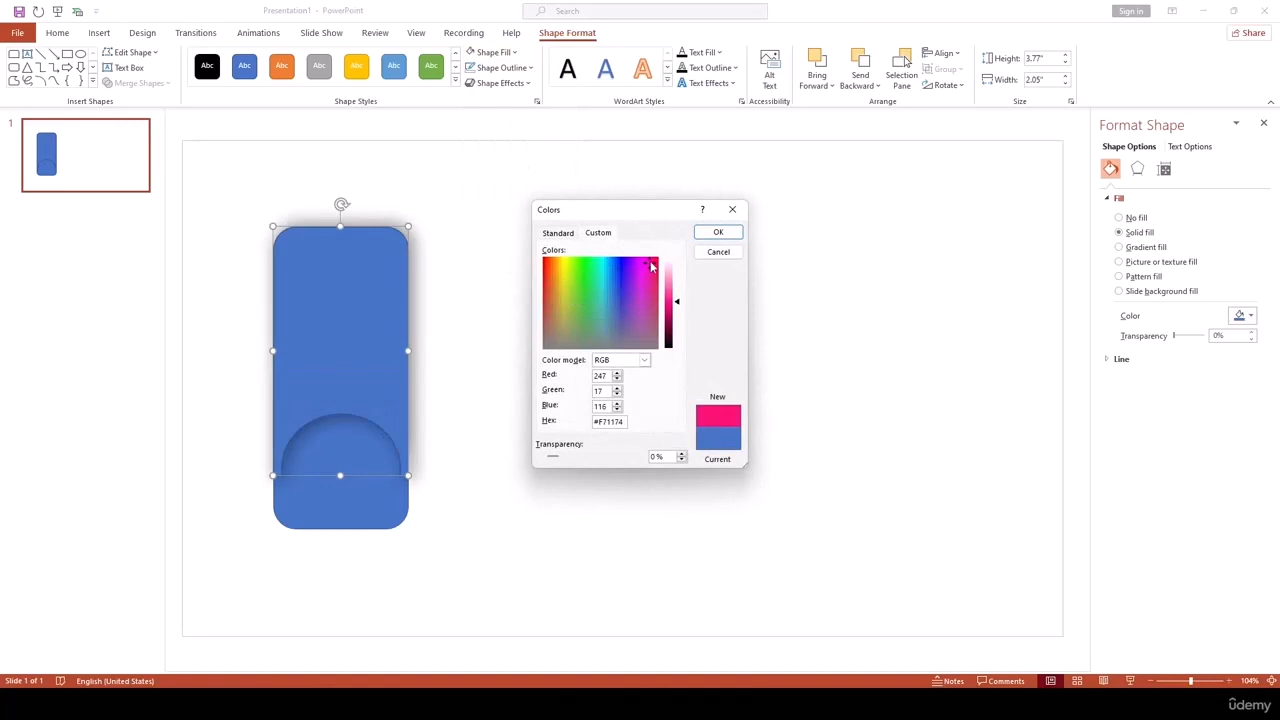 Presentation1 - PowerPoint
Search
Sign in
File Home Insert Design Transitions Animations Slide Show Review View Recording Help Shape Format Share
Edit Shape
Text Box
Merge Shapes
Insert Shapes
Abc Abc Abc Abc Abc Abc Abc
Shape Fill
Shape Outline
Shape Effects
Shape Styles
A A A
Text Fill
Text Outline
Text Effects
WordArt Styles
Alt Text
Accessibility
Bring Forward
Send Backward
Selection Pane
Align
Group
Rotate
Arrange
Height: 3.77"
Width: 2.05"
Size
1
Colors
?
Standard Custom
OK
Cancel
Colors:
Color model: RGB
Red: 247
Green: 17
Blue: 116
Hex: #F71174
Transparency: 0 %
New
Current
Format Shape
Shape Options Text Options
Fill
No fill
Solid fill
Gradient fill
Picture or texture fill
Pattern fill
Slide background fill
Color
Transparency 0%
Line
Slide 1 of 1 English (United States) Notes Comments 104%
ûdemy